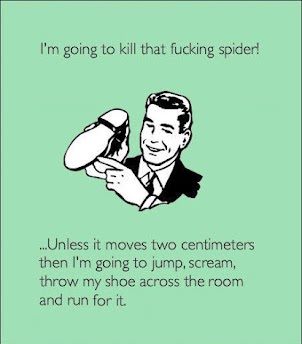 I'm going to kill that fucking spider!
...Unless it moves two centimeters
then I'm going to jump, scream,
throw my shoe across the room
and run for it.